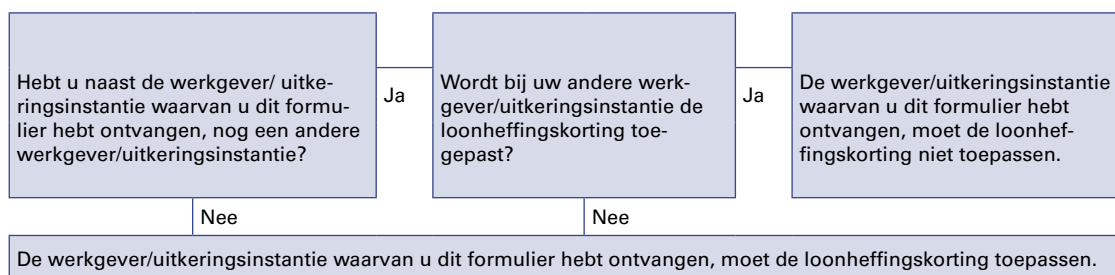 Hebt u naast de werkgever/ uitke-
ringsinstantie waarvan u dit formu-
lier hebt ontvangen, nog een andere
werkgever/uitkeringsinstantie?
Ja
Wordt bij uw andere werk-
gever/uitkeringsinstantie de
loonheffingskorting toe-
gepast?
Ja
De werkgever/uitkeringsinstantie
waarvan u dit formulier hebt
ontvangen, moet de loonhef-
fingskorting niet toepassen.
Nee
Nee
De werkgever/uitkeringsinstantie waarvan u dit formulier hebt ontvangen, moet de loonheffingskorting toepassen.